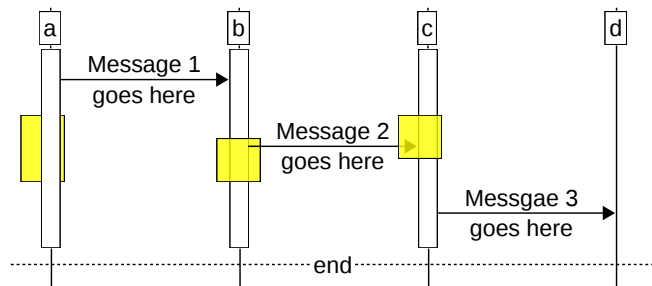 a
b
c
d
Message 1
goes here
Message 2
goes here
Messgae 3
goes here
end